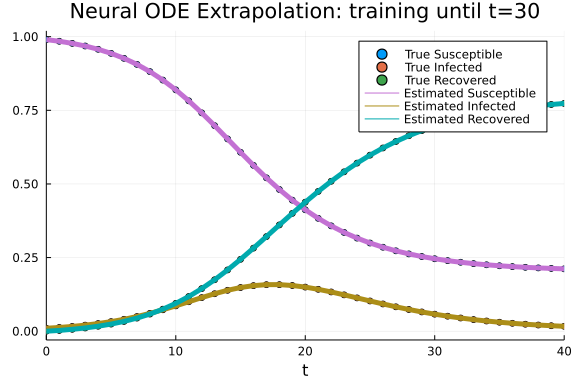 Neural ODE Extrapolation: training until t=30
1.00
0.75
0.50
0.25
0.00
True Susceptible
True Infected
True Recovered
Estimated Susceptible
Estimated Infected
Estimated Recovered
0
10
20
30
40
t